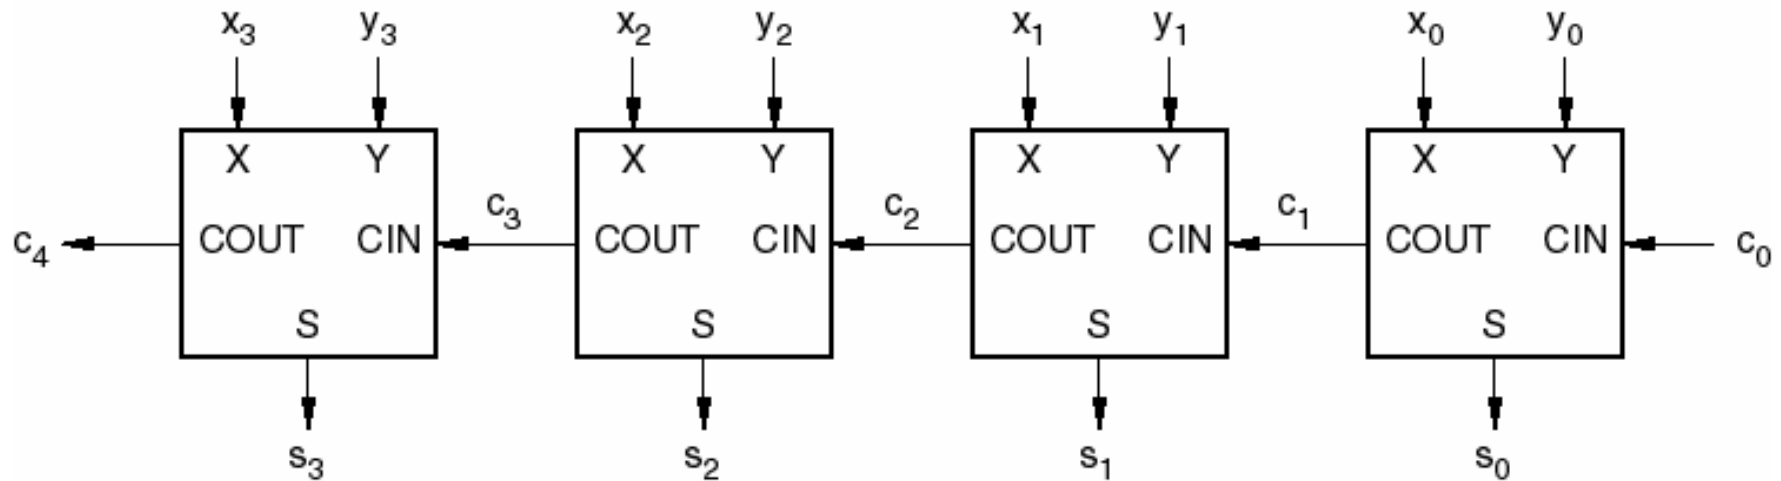 x₃ y₃ x₂ y₂ x₁ y₁ x₀ y₀
X Y X Y X Y X Y
c₃ c₂ c₁
c₄ COUT CIN COUT CIN COUT CIN COUT CIN c₀
S S S S
s₃ s₂ s₁ s₀